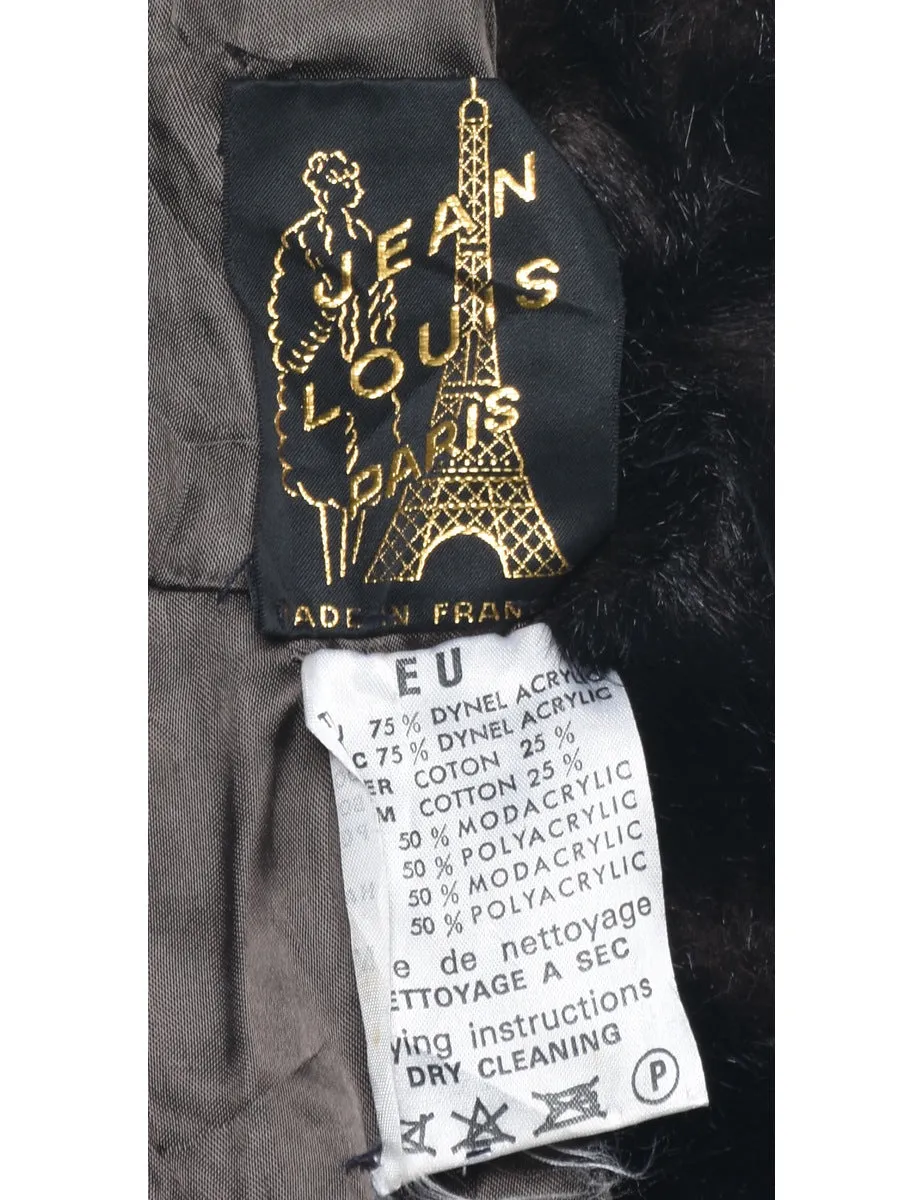 JEAN
LOUIS
PARIS
ADE IN FRAN
EU
75 % DYNEL ACRYLIC
C 75 % DYNEL ACRYLIC
ER COTON 25 %
M COTTON 25 %
50 % MODACRYLIC
50 % POLYACRYLIC
50 % MODACRYLIC
50 % POLYACRYLIC
e de nettoyage
ETTOYAGE A SEC
ying instructions
DRY CLEANING
P